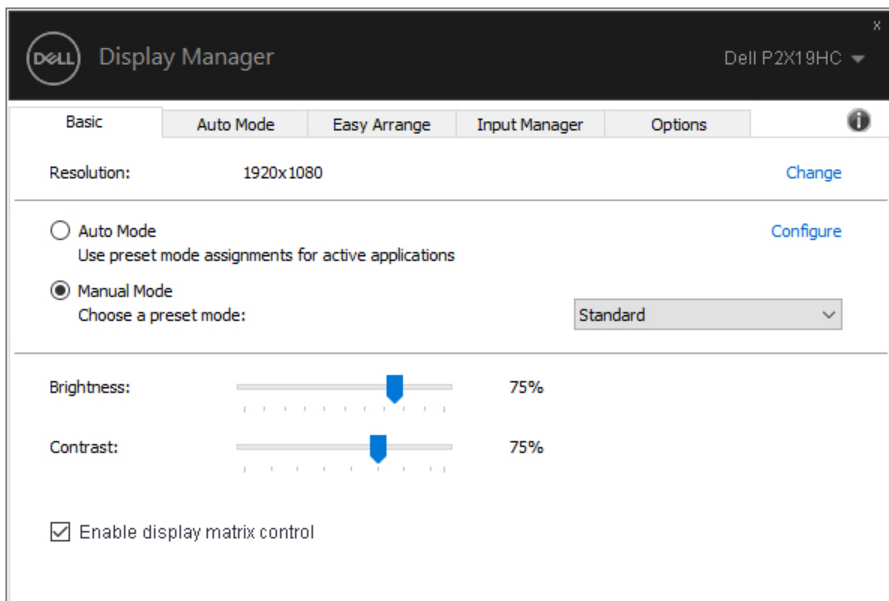 x
DELL Display Manager Dell P2X19HC
Basic Auto Mode Easy Arrange Input Manager Options i
Resolution: 1920x1080 Change
Auto Mode Configure
Use preset mode assignments for active applications
Manual Mode
Choose a preset mode: Standard
Brightness: 75%
Contrast: 75%
Enable display matrix control